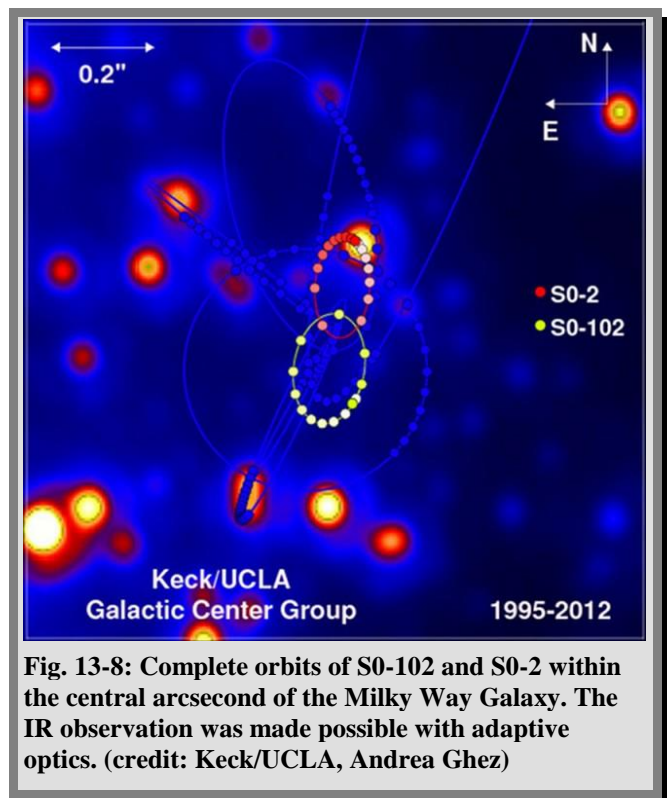 0.2"
N
E
S0-2
S0-102
Keck/UCLA
Galactic Center Group
1995-2012
Fig. 13-8: Complete orbits of S0-102 and S0-2 within
the central arcsecond of the Milky Way Galaxy. The
IR observation was made possible with adaptive
optics. (credit: Keck/UCLA, Andrea Ghez)